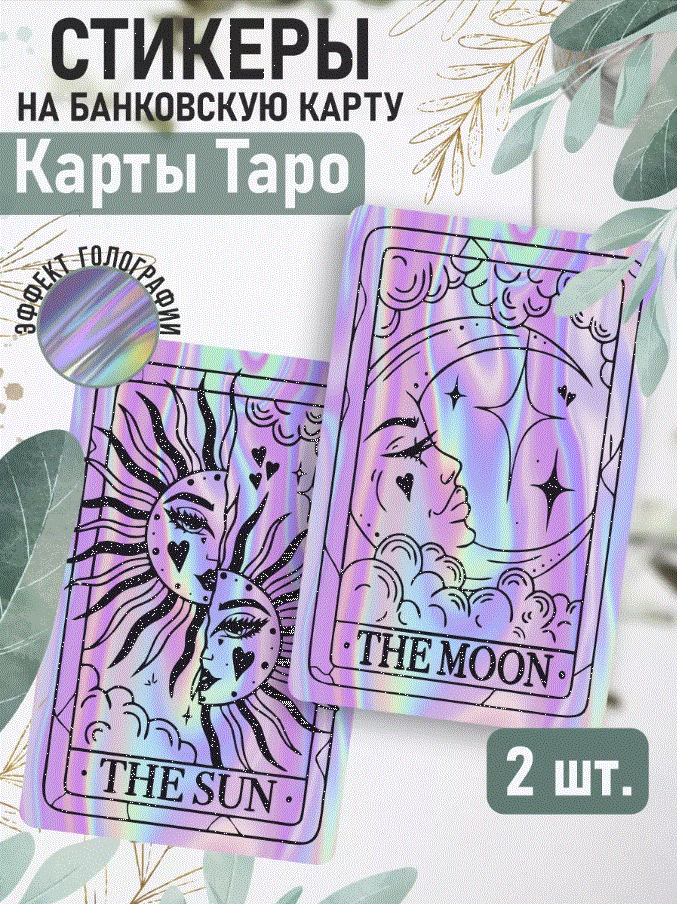 СТИКЕРЫ
НА БАНКОВСКУЮ КАРТУ
Карты Таро
ЭФФЕКТ ГОЛОГРАФИИ
THE MOON
THE SUN
2 шт.